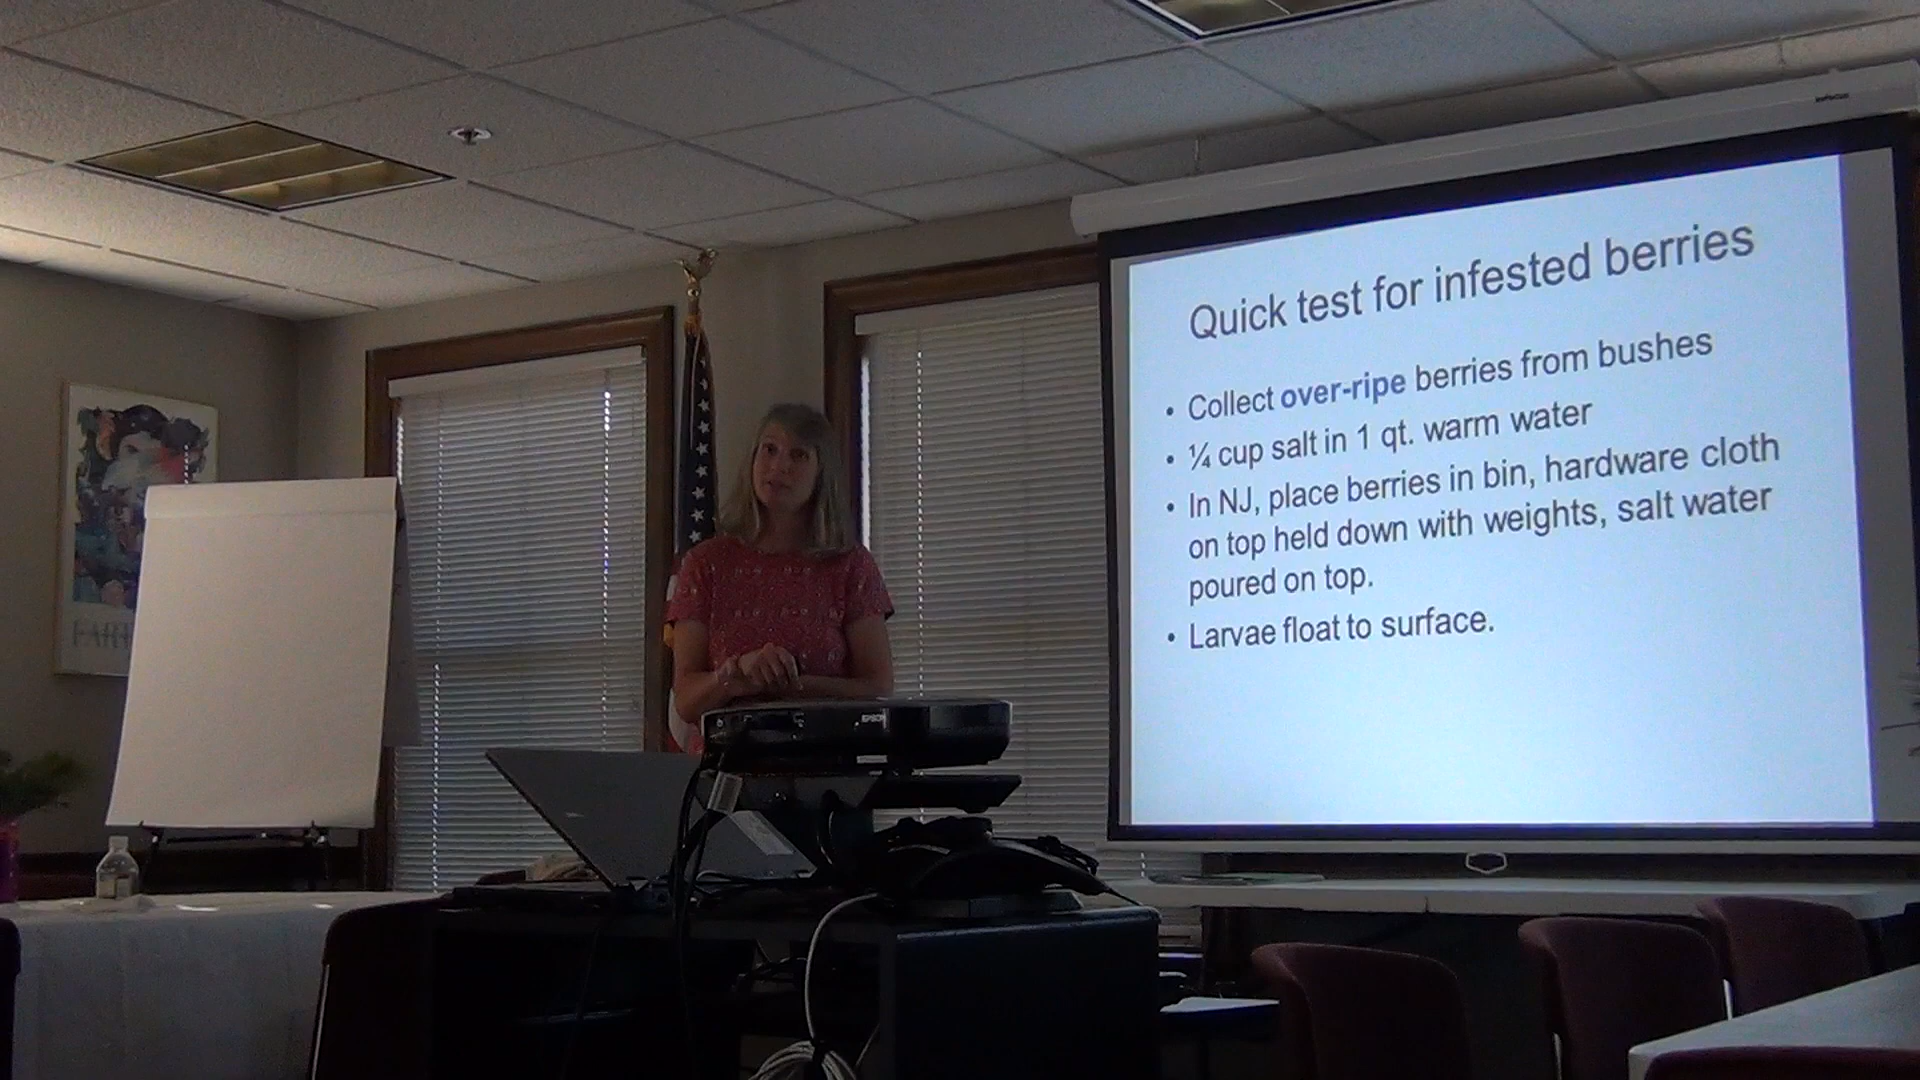 Quick test for infested berries
• Collect over-ripe berries from bushes
• ¼ cup salt in 1 qt. warm water
• In NJ, place berries in bin, hardware cloth
on top held down with weights, salt water
poured on top.
• Larvae float to surface.
EPSON